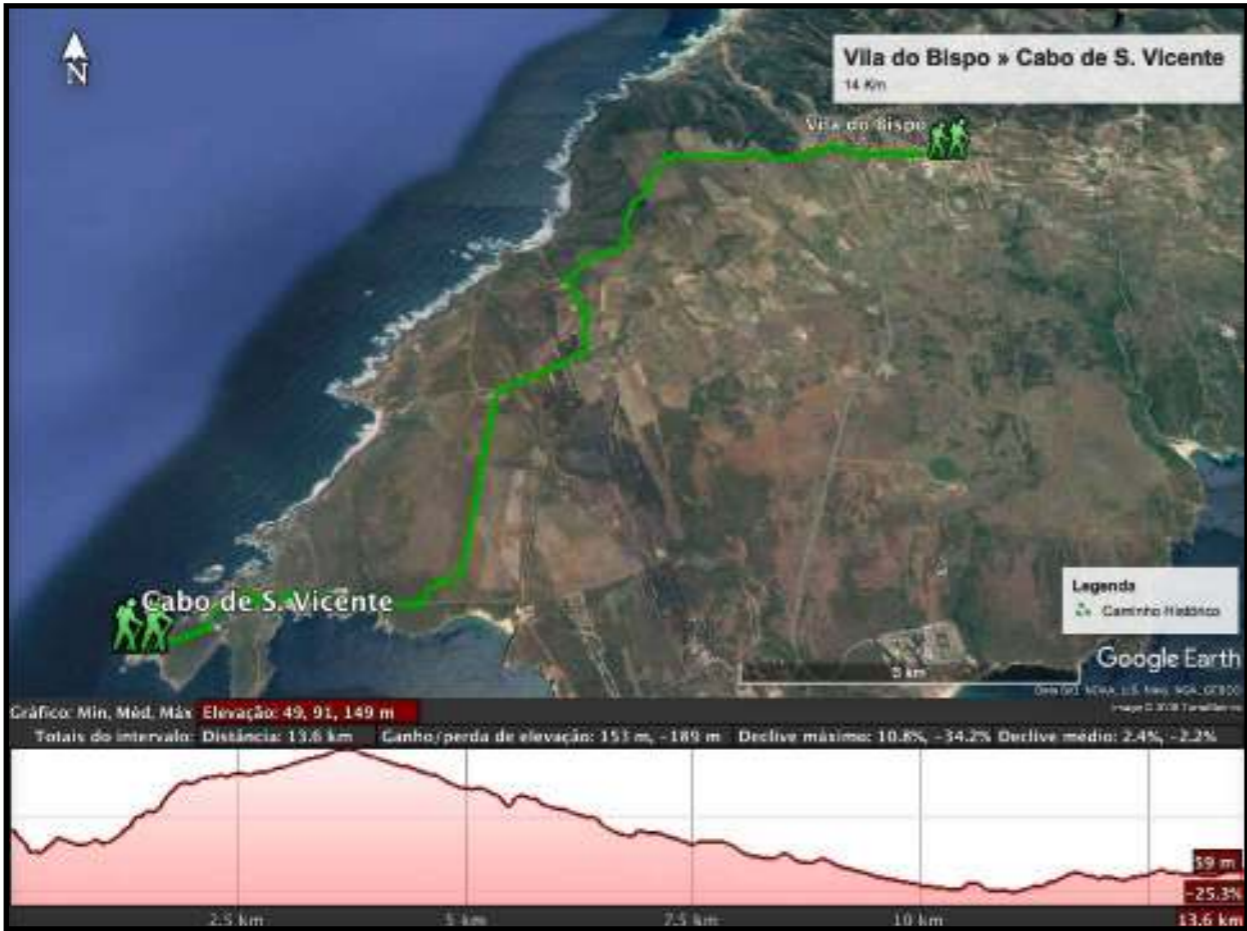 N
Vila do Bispo » Cabo de S. Vicente
14 Km
Vila do Bispo
Cabo de S. Vicente
Legenda
Caminho Histórico
Google Earth
3 km
Gráfico: Min, Méd, Máx Elevação: 49, 91, 149 m
Totais do intervalo: Distância: 13.6 km Ganho/perda de elevação: 153 m, -189 m Declive máximo: 10.8%, -34.2% Declive médio: 2.4%, -2.2%
59 m
-25.3%
2.5 km 5 km 7.5 km 10 km 13.6 km